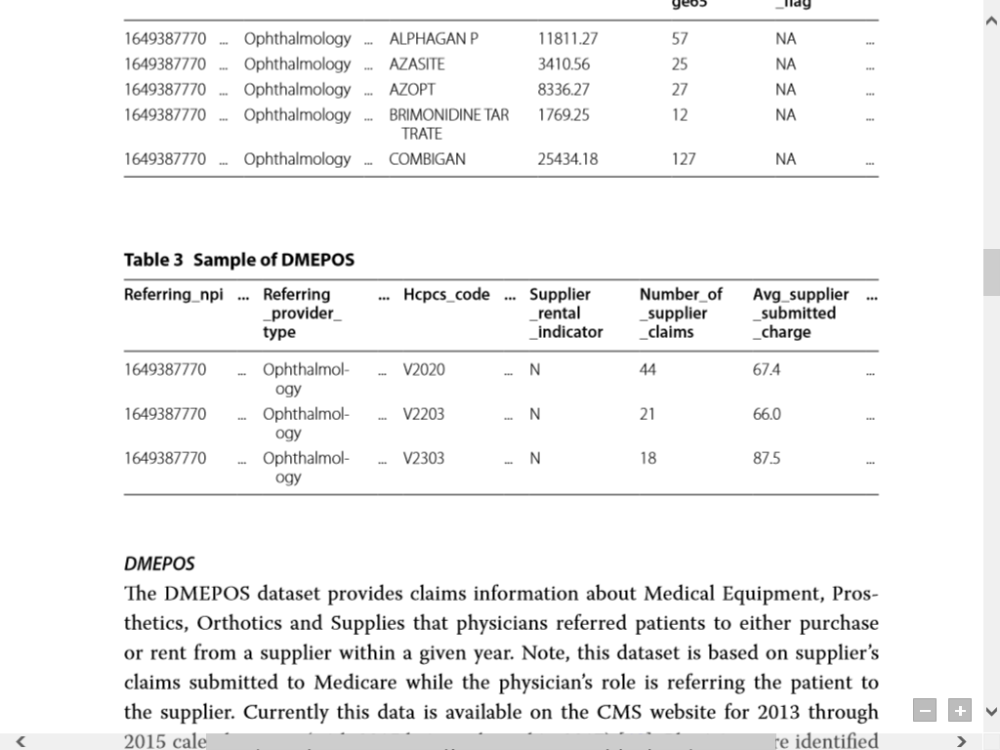 ge65 _flag
1649387770 ... Ophthalmology ... ALPHAGAN P 11811.27 57 NA ...
1649387770 ... Ophthalmology ... AZASITE 3410.56 25 NA ...
1649387770 ... Ophthalmology ... AZOPT 8336.27 27 NA ...
1649387770 ... Ophthalmology ... BRIMONIDINE TAR 1769.25 12 NA ...
TRATE
1649387770 ... Ophthalmology ... COMBIGAN 25434.18 127 NA ...
Table 3 Sample of DMEPOS
Referring_npi ... Referring ... Hcpcs_code ... Supplier Number_of Avg_supplier ...
_provider_ _rental _supplier _submitted
type _indicator _claims _charge
1649387770 ... Ophthalmol- ... V2020 ... N 44 67.4 ...
ogy
1649387770 ... Ophthalmol- ... V2203 ... N 21 66.0 ...
ogy
1649387770 ... Ophthalmol- ... V2303 ... N 18 87.5 ...
ogy
DMEPOS
The DMEPOS dataset provides claims information about Medical Equipment, Pros-
thetics, Orthotics and Supplies that physicians referred patients to either purchase
or rent from a supplier within a given year. Note, this dataset is based on supplier's
claims submitted to Medicare while the physician's role is referring the patient to
the supplier. Currently this data is available on the CMS website for 2013 through
2015 identified